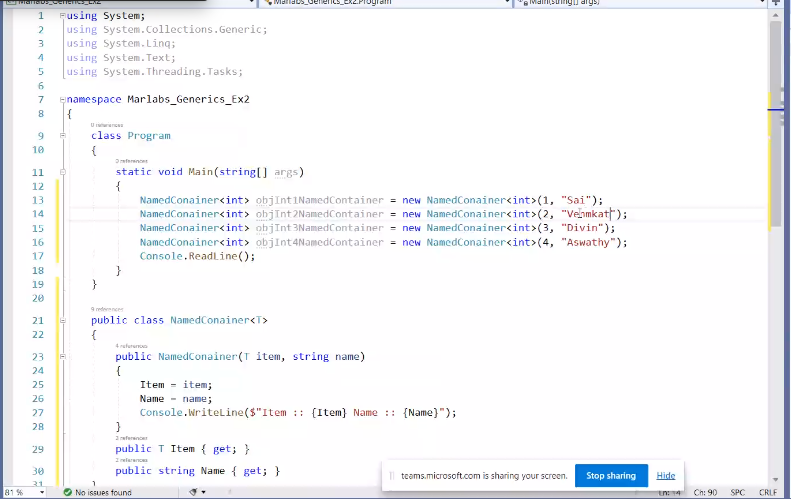 Marlabs_Generics_Ex2 Marlabs_Generics_Ex2.Program Main(string[] args)
1 using System;
2 using System.Collections.Generic;
3 using System.Linq;
4 using System.Text;
5 using System.Threading.Tasks;
6
7 namespace Marlabs_Generics_Ex2
8 {
0 references
9 class Program
10 {
0 references
11 static void Main(string[] args)
12 {
13 NamedConainer<int> objInt1NamedContainer = new NamedConainer<int>(1, "Sai");
14 NamedConainer<int> objInt2NamedContainer = new NamedConainer<int>(2, "Venmkat");
15 NamedConainer<int> objInt3NamedContainer = new NamedConainer<int>(3, "Divin");
16 NamedConainer<int> objInt4NamedContainer = new NamedConainer<int>(4, "Aswathy");
17 Console.ReadLine();
18 }
19 }
20
9 references
21 public class NamedConainer<T>
22 {
4 references
23 public NamedConainer(T item, string name)
24 {
25 Item = item;
26 Name = name;
27 Console.WriteLine($"Item :: {Item} Name :: {Name}");
28 }
2 references
29 public T Item { get; }
2 references
30 public string Name { get; }
31 }
teams.microsoft.com is sharing your screen. Stop sharing Hide
81 % No issues found Ln: 14 Ch: 90 SPC CRLF